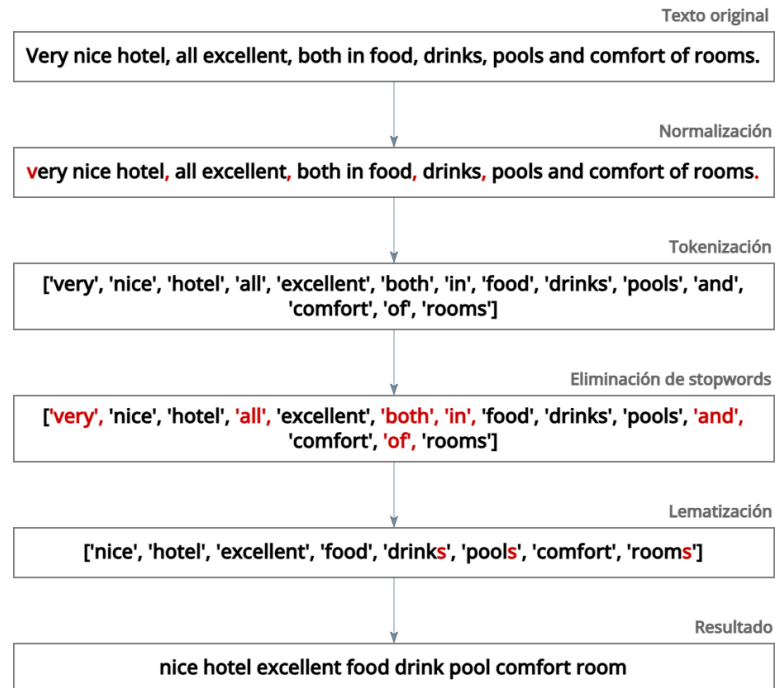 Texto original
Very nice hotel, all excellent, both in food, drinks, pools and comfort of rooms.
Normalización
very nice hotel, all excellent, both in food, drinks, pools and comfort of rooms.
Tokenización
['very', 'nice', 'hotel', 'all', 'excellent', 'both', 'in', 'food', 'drinks', 'pools', 'and',
'comfort', 'of', 'rooms']
Eliminación de stopwords
['very', 'nice', 'hotel', 'all', 'excellent', 'both', 'in', 'food', 'drinks', 'pools', 'and',
'comfort', 'of', 'rooms']
Lematización
['nice', 'hotel', 'excellent', 'food', 'drinks', 'pools', 'comfort', 'rooms']
Resultado
nice hotel excellent food drink pool comfort room